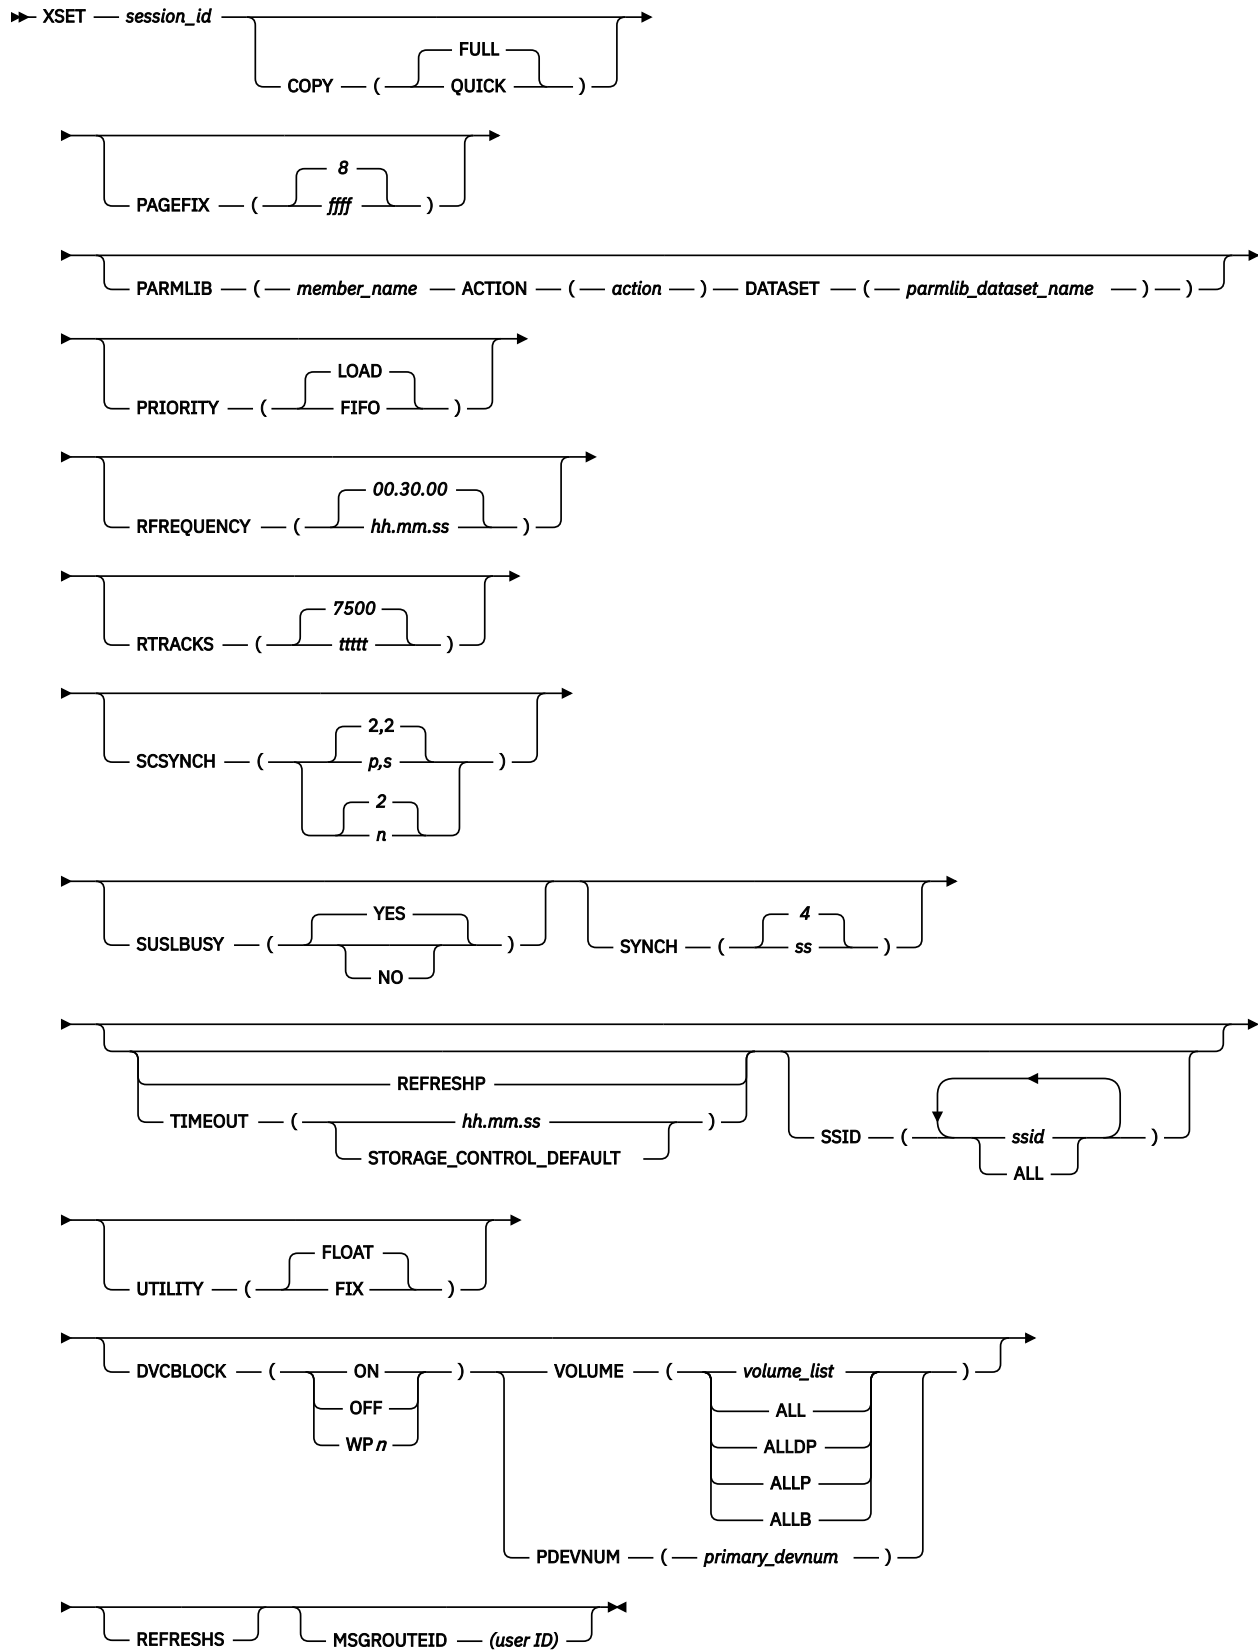 XSET session_id
FULL
COPY ( QUICK )
8
PAGEFIX ( ffff )
PARMLIB ( member_name ACTION ( action ) DATASET ( parmlib_dataset_name ) )
LOAD
PRIORITY ( FIFO )
00.30.00
RFREQUENCY ( hh.mm.ss )
7500
RTRACKS ( ttttt )
2,2
SCSYNCH ( p,s )
2
n
YES
4
SUSLBUSY ( )
SYNCH ( ss )
NO
REFRESHP
TIMEOUT ( hh.mm.ss )
STORAGE_CONTROL_DEFAULT
SSID ( ssid )
ALL
FLOAT
UTILITY ( FIX )
DVCBLOCK ( ON ) VOLUME ( volume_list )
OFF
ALL
WPn
ALLDP
ALLP
ALLB
PDEVNUM ( primary_devnum )
REFRESHS MSGROUTEID (user ID)